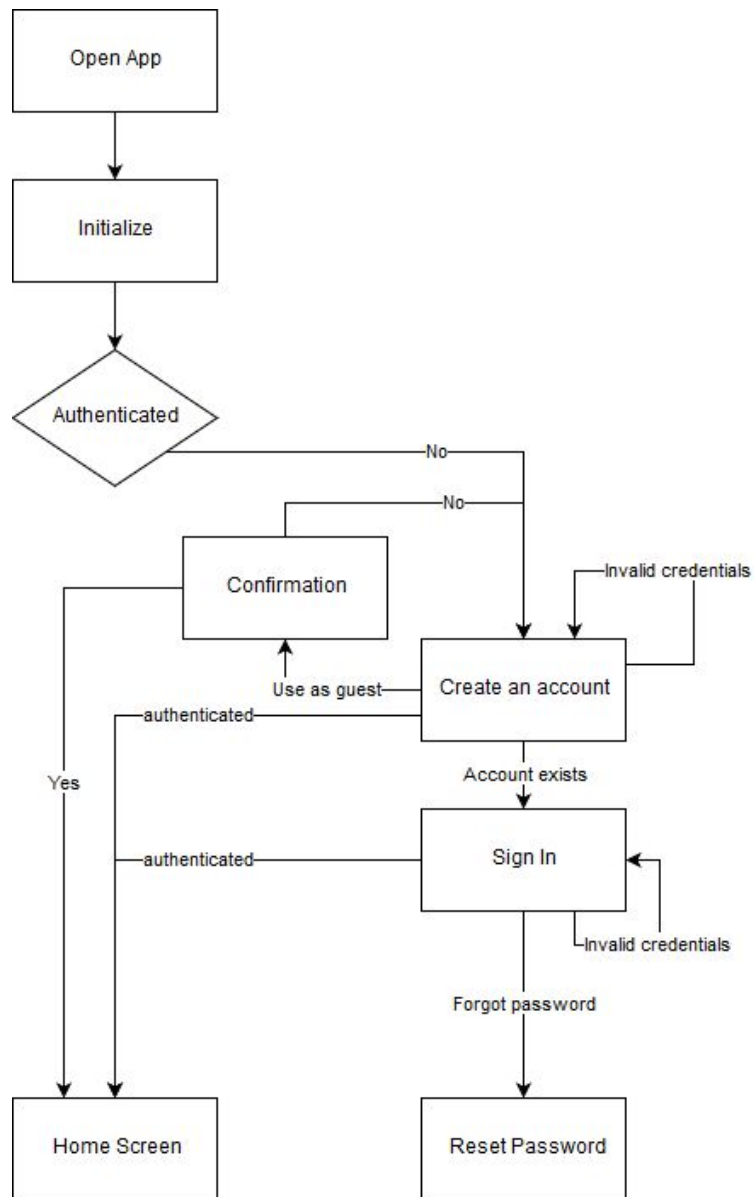 Open App
Initialize
Authenticated
No
No
Confirmation
Invalid credentials
Create an account
Use as guest
authenticated
Account exists
Yes
Sign In
authenticated
Invalid credentials
Forgot password
Home Screen
Reset Password